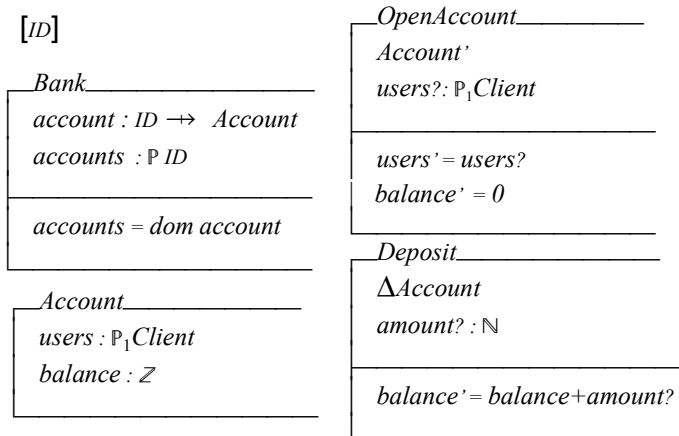 [ID]
Bank
account : ID ⇸ Account
accounts : ℙ ID
accounts = dom account
Account
users : ℙ₁Client
balance : ℤ
OpenAccount
Account’
users?: ℙ₁Client
users’ = users?
balance’ = 0
Deposit
ΔAccount
amount? : ℕ
balance’ = balance+amount?